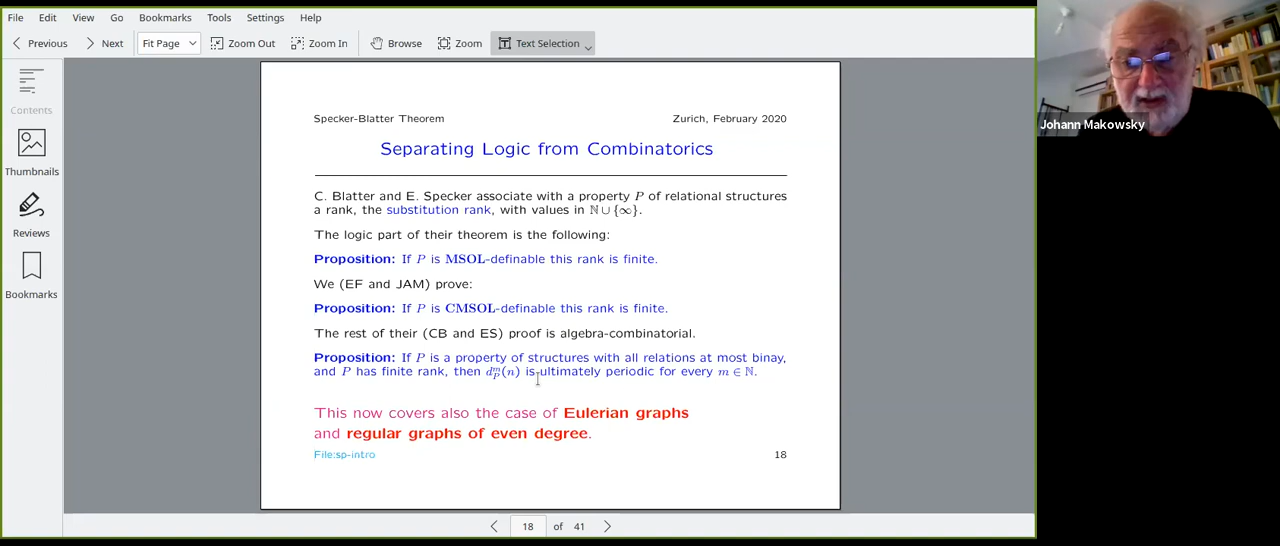 File Edit View Go Bookmarks Tools Settings Help
Previous Next Fit Page Zoom Out Zoom In Browse Zoom Text Selection
Contents
Thumbnails
Reviews
Bookmarks
Specker-Blatter Theorem Zurich, February 2020
Separating Logic from Combinatorics
C. Blatter and E. Specker associate with a property P of relational structures
a rank, the substitution rank, with values in ℕ ∪ {∞}.
The logic part of their theorem is the following:
Proposition: If P is MSOL-definable this rank is finite.
We (EF and JAM) prove:
Proposition: If P is CMSOL-definable this rank is finite.
The rest of their (CB and ES) proof is algebra-combinatorial.
Proposition: If P is a property of structures with all relations at most binay,
and P has finite rank, then d_P^m(n) is ultimately periodic for every m ∈ ℕ.
This now covers also the case of Eulerian graphs
and regular graphs of even degree.
File:sp-intro 18
18 of 41
Johann Makowsky